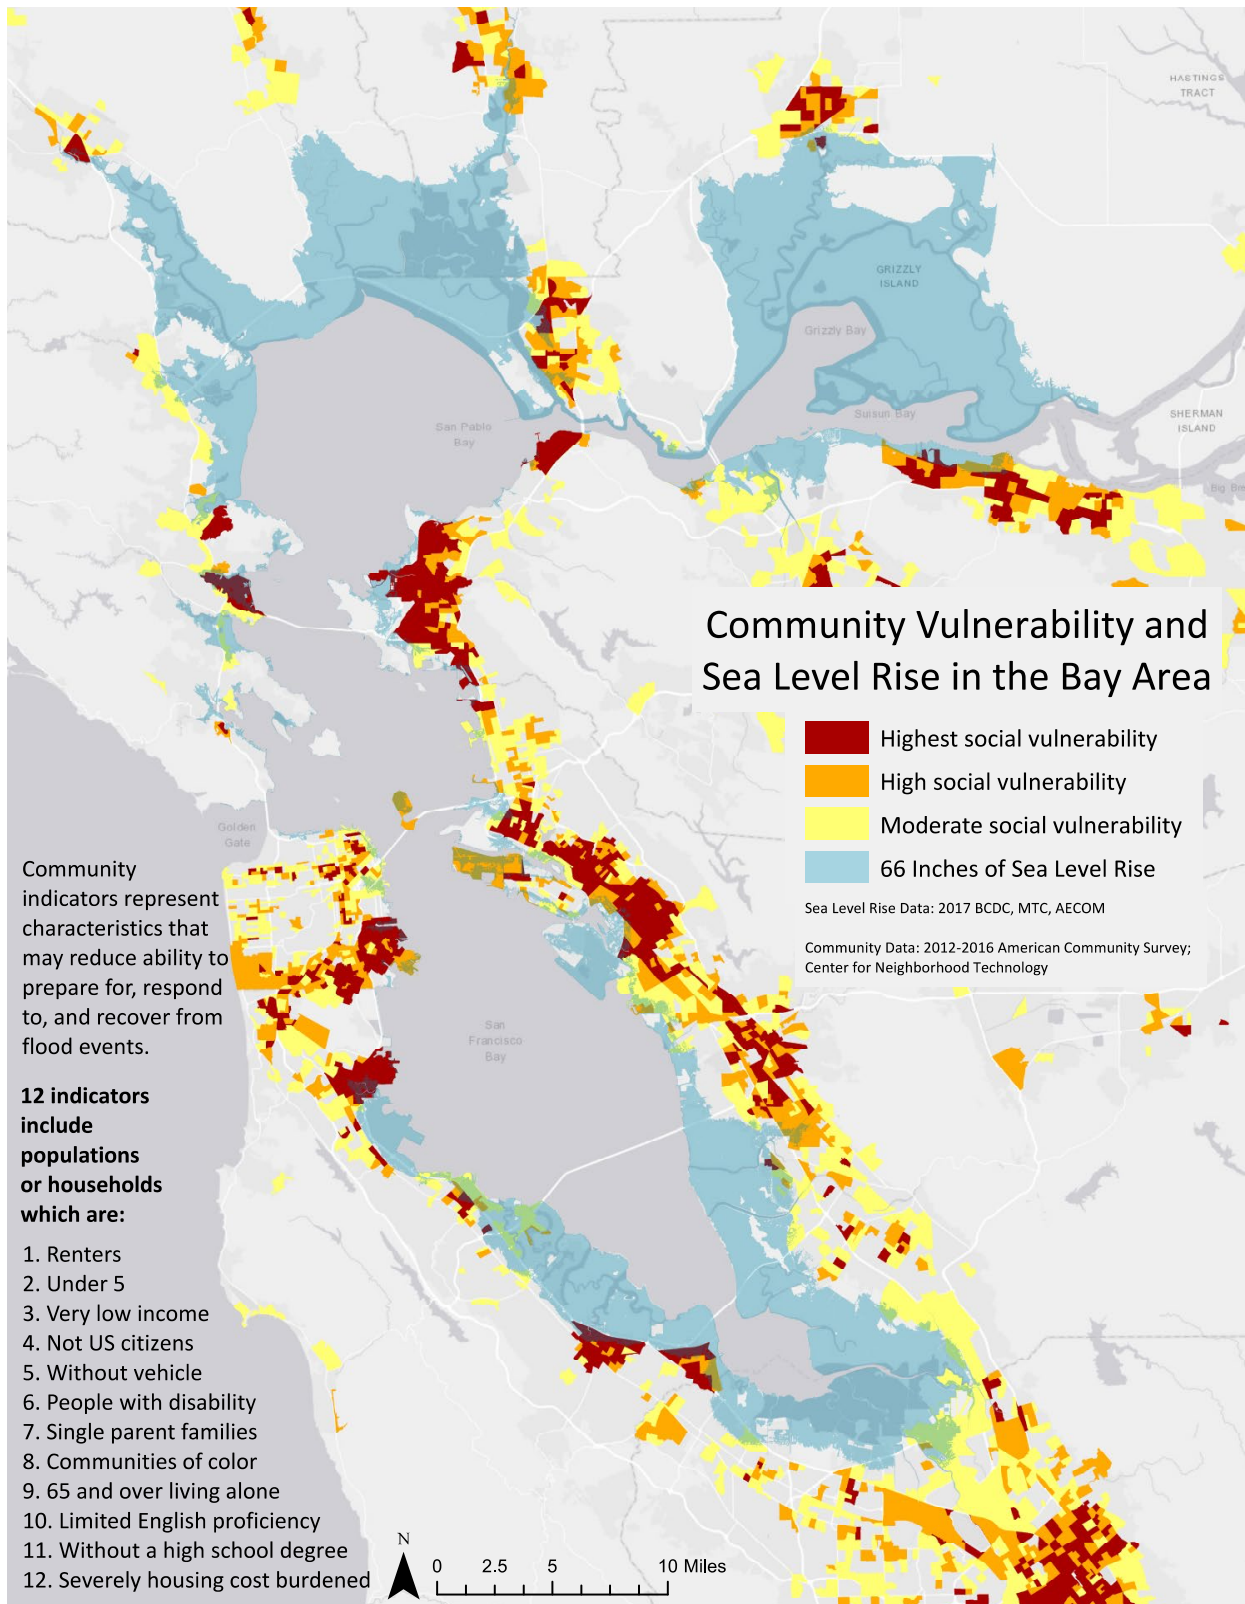 HASTINGS
TRACT
GRIZZLY
ISLAND
Grizzly Bay
Suisun Bay
SHERMAN
ISLAND
San Pablo
Bay
Community Vulnerability and
Sea Level Rise in the Bay Area
Highest social vulnerability
High social vulnerability
Moderate social vulnerability
66 Inches of Sea Level Rise
Sea Level Rise Data: 2017 BCDC, MTC, AECOM
Community Data: 2012-2016 American Community Survey;
Center for Neighborhood Technology
Golden
Gate
San
Francisco
Bay
Community
indicators represent
characteristics that
may reduce ability to
prepare for, respond
to, and recover from
flood events.
12 indicators
include
populations
or households
which are:
1. Renters
2. Under 5
3. Very low income
4. Not US citizens
5. Without vehicle
6. People with disability
7. Single parent families
8. Communities of color
9. 65 and over living alone
10. Limited English proficiency
11. Without a high school degree
12. Severely housing cost burdened
N
0 2.5 5 10 Miles